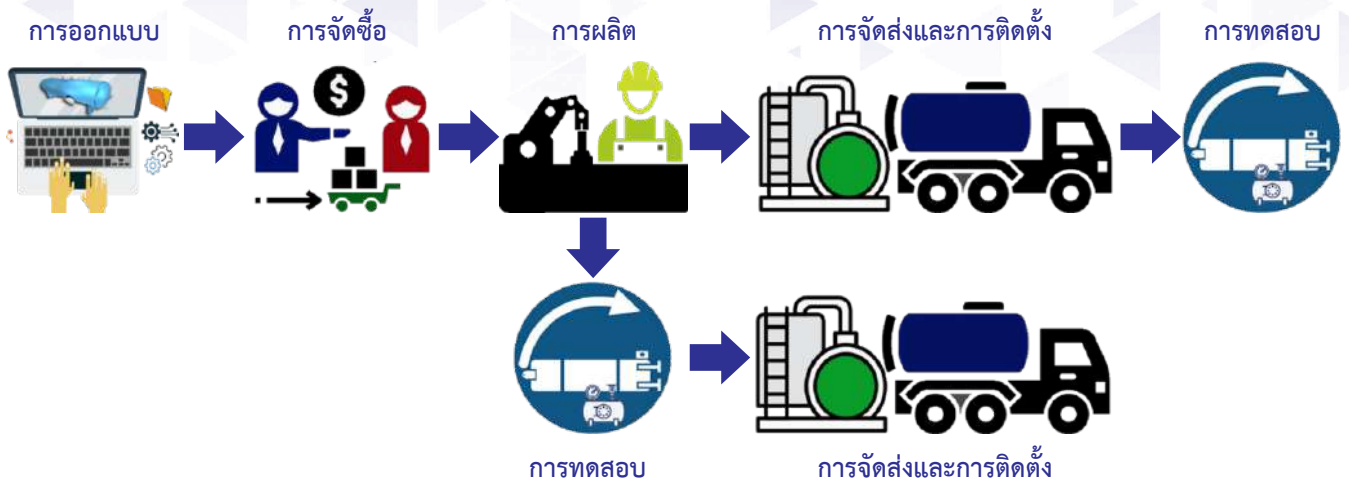 การออกแบบ
การจัดซื้อ
การผลิต
การจัดส่งและการติดตั้ง
การทดสอบ
$
การทดสอบ
การจัดส่งและการติดตั้ง